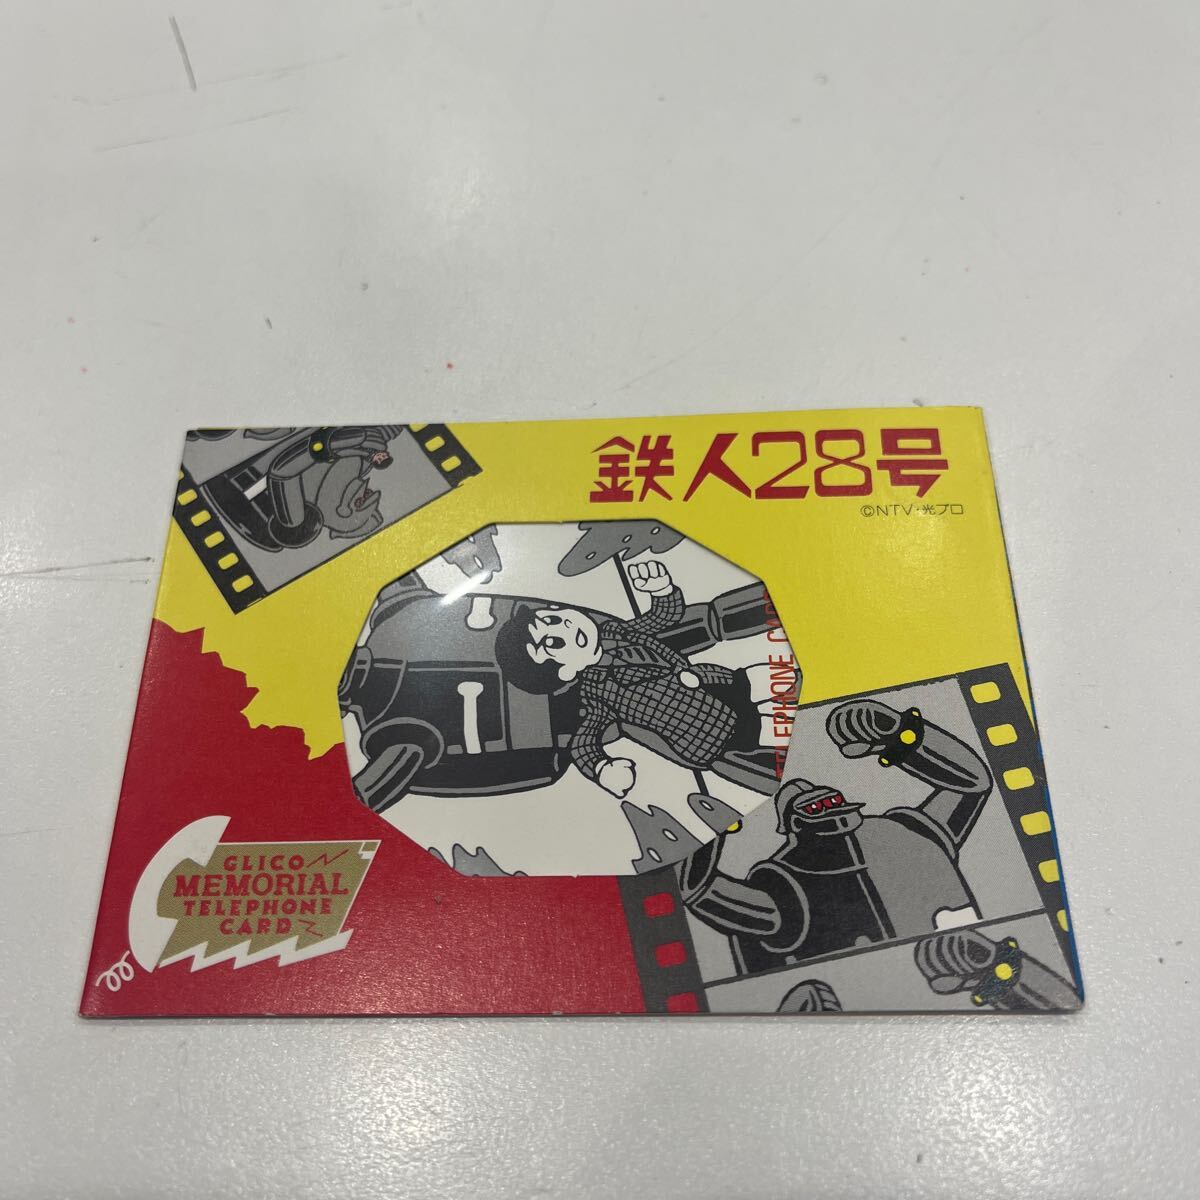 鉄人28号
©NTV・光プロ
TELEPHONE CARD
GLICO
MEMORIAL
TELEPHONE
CARD